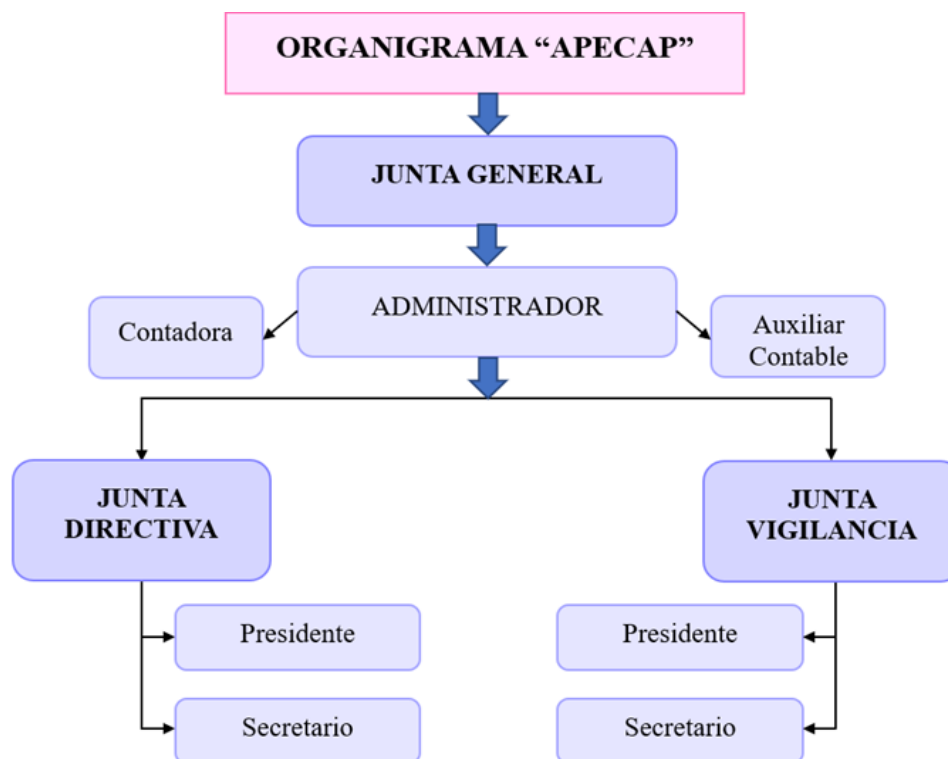 ORGANIGRAMA “APECAP”
JUNTA GENERAL
ADMINISTRADOR
Contadora
Auxiliar
Contable
JUNTA
DIRECTIVA
JUNTA
VIGILANCIA
Presidente
Presidente
Secretario
Secretario